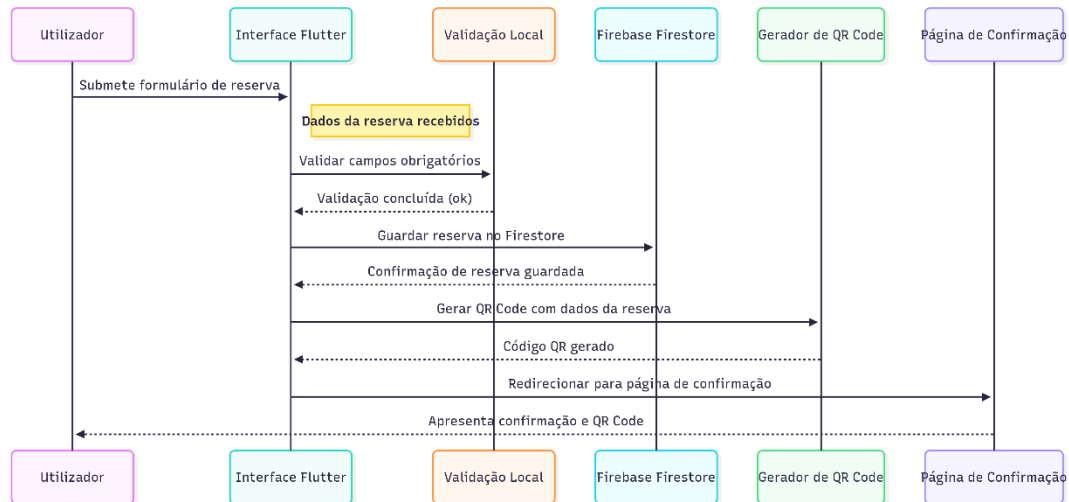 Utilizador
Interface Flutter
Validação Local
Firebase Firestore
Gerador de QR Code
Página de Confirmação
Submete formulário de reserva
Dados da reserva recebidos
Validar campos obrigatórios
Validação concluída (ok)
Guardar reserva no Firestore
Confirmação de reserva guardada
Gerar QR Code com dados da reserva
Código QR gerado
Redirecionar para página de confirmação
Apresenta confirmação e QR Code
Utilizador
Interface Flutter
Validação Local
Firebase Firestore
Gerador de QR Code
Página de Confirmação